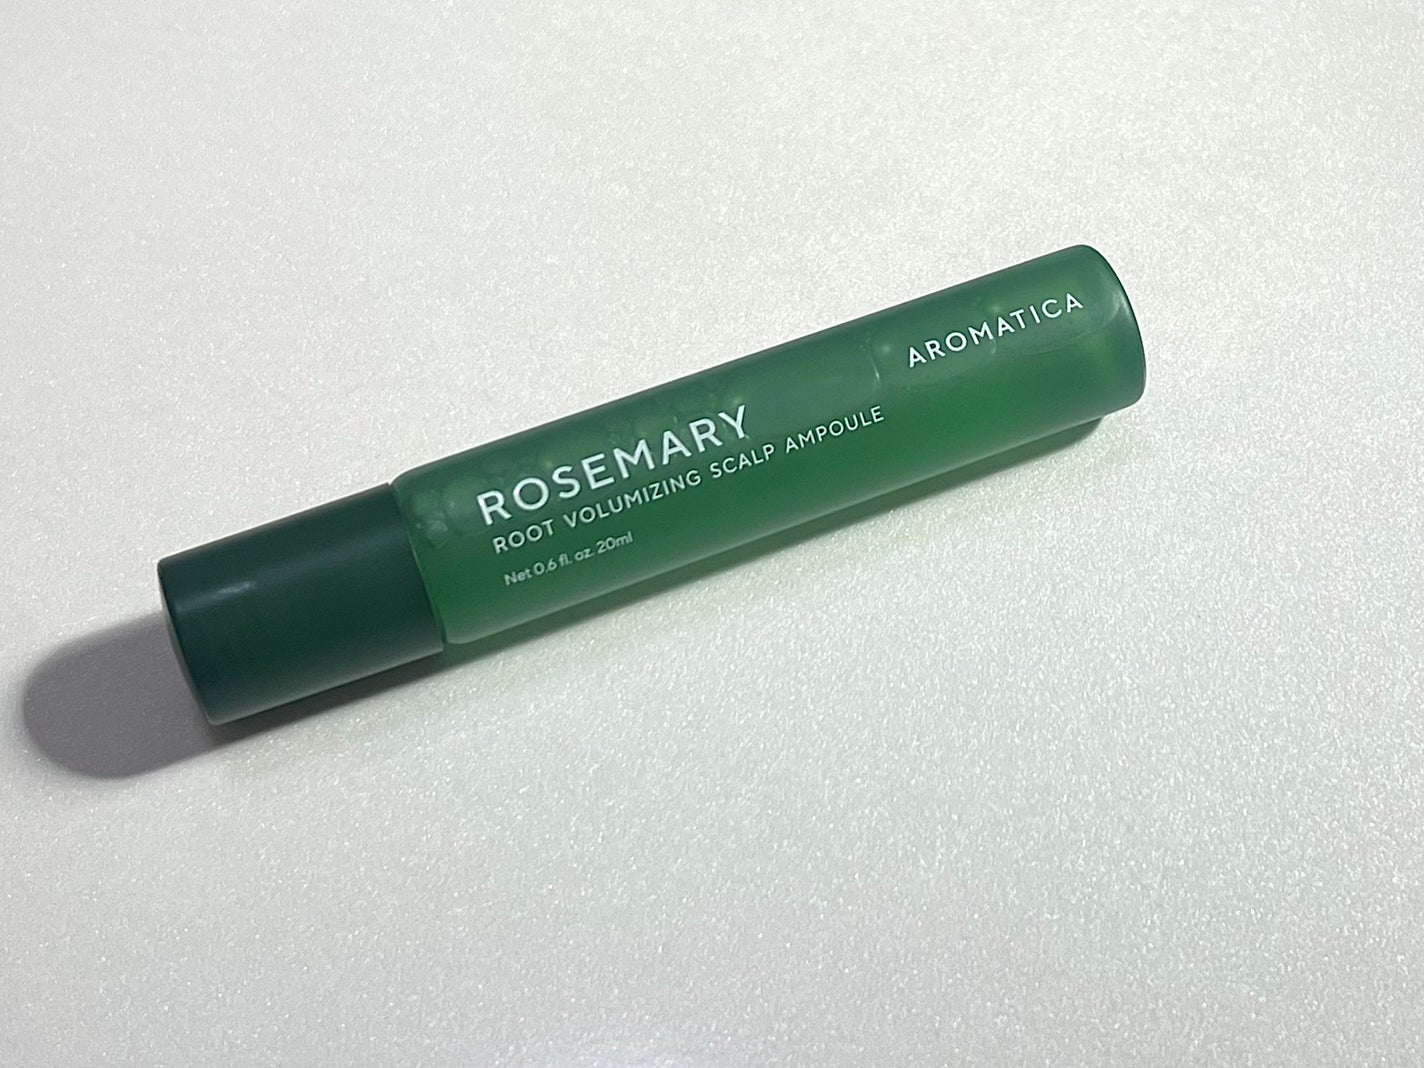 ROSEMARY
ROOT VOLUMIZING SCALP AMPOULE
Net 0.6 fl. oz. 20ml
AROMATICA